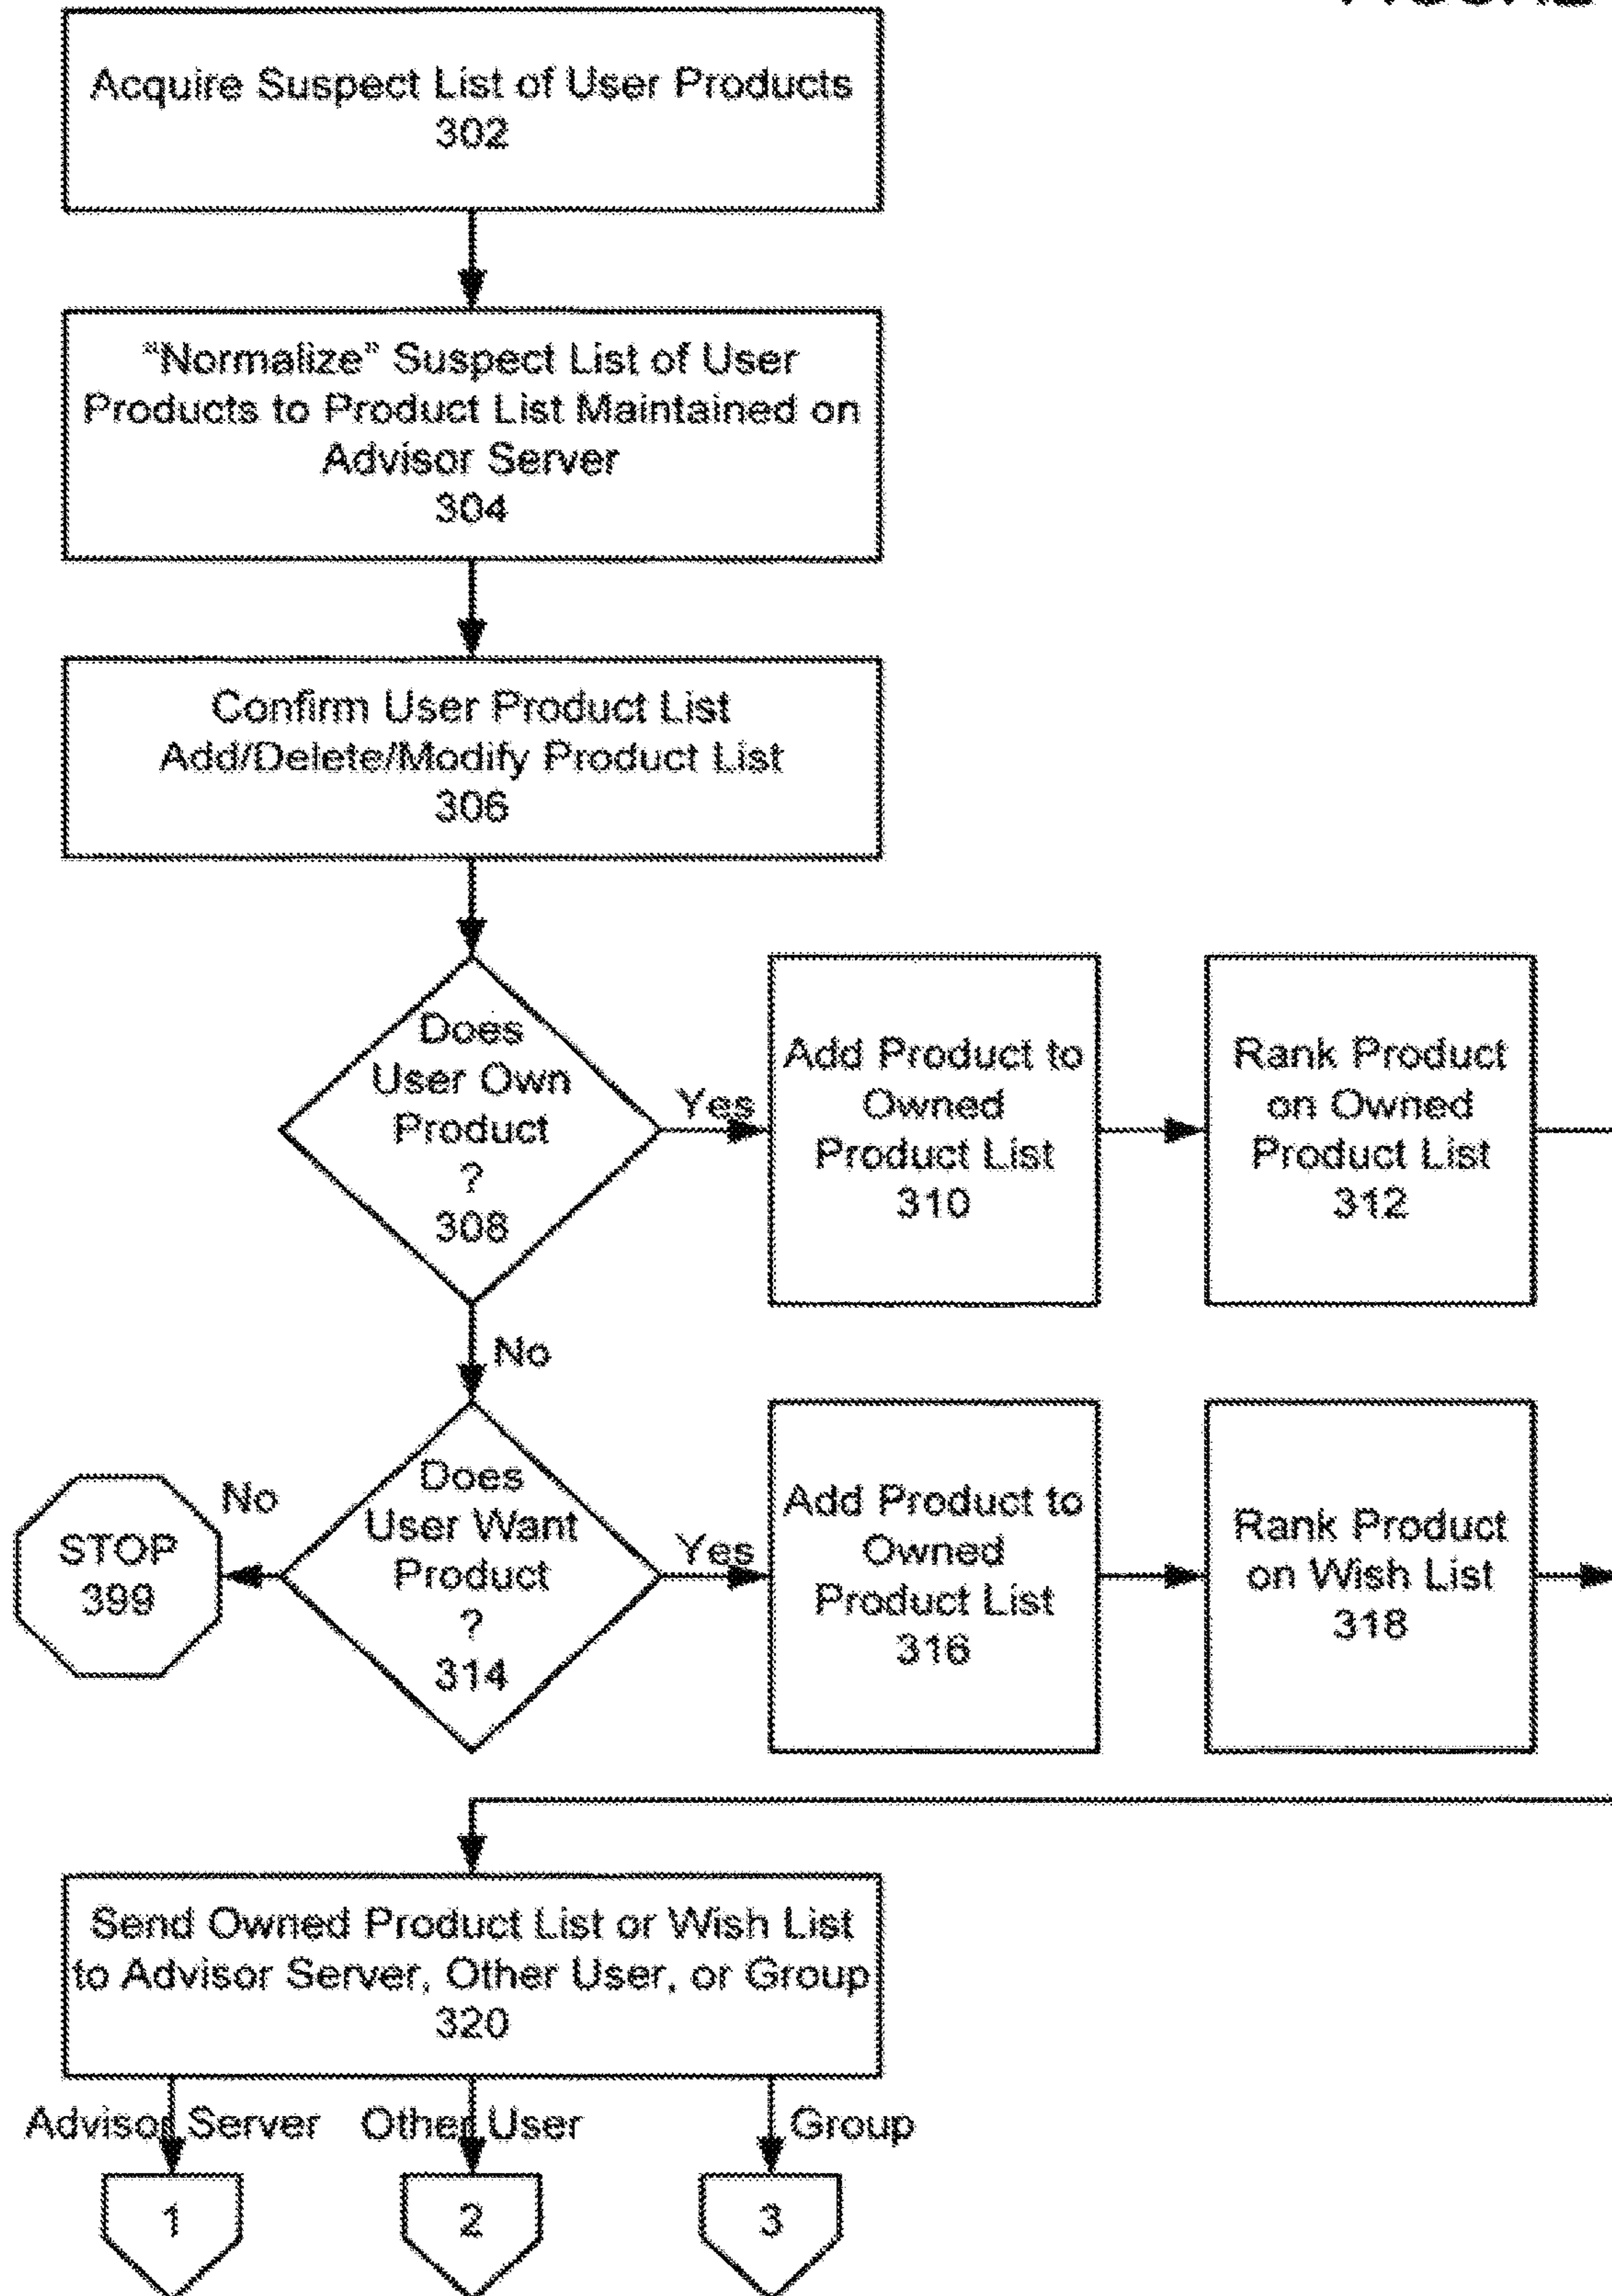 Acquire Suspect List of User Products
302
"Normalize" Suspect List of User
Products to Product List Maintained on
Advisor Server
304
Confirm User Product List
Add/Delete/Modify Product List
306
Does
User Own
Product
?
308
Yes
Add Product to
Owned
Product List
310
Rank Product
on Owned
Product List
312
No
Does
User Want
Product
?
314
No
STOP
399
Yes
Add Product to
Owned
Product List
316
Rank Product
on Wish List
318
Send Owned Product List or Wish List
to Advisor Server, Other User, or Group
320
Advisor Server
Other User
Group
1
2
3